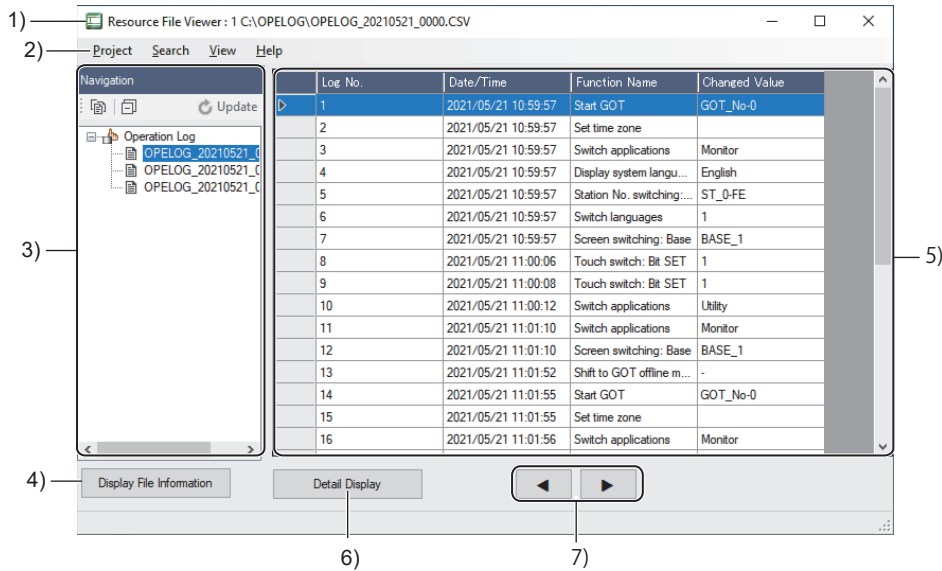 1)
Resource File Viewer : 1 C:\OPELOG\OPELOG_20210521_0000.CSV
2)
Project Search View Help
Navigation
Update
Operation Log
OPELOG_20210521_0
OPELOG_20210521_0
OPELOG_20210521_0
3)
Log No. Date/Time Function Name Changed Value
1 2021/05/21 10:59:57 Start GOT GOT_No-0
2 2021/05/21 10:59:57 Set time zone
3 2021/05/21 10:59:57 Switch applications Monitor
4 2021/05/21 10:59:57 Display system langu... English
5 2021/05/21 10:59:57 Station No. switching:... ST_0-FE
6 2021/05/21 10:59:57 Switch languages 1
7 2021/05/21 10:59:57 Screen switching: Base BASE_1
8 2021/05/21 11:00:06 Touch switch: Bit SET 1
9 2021/05/21 11:00:08 Touch switch: Bit SET 1
10 2021/05/21 11:00:12 Switch applications Utility
11 2021/05/21 11:01:10 Switch applications Monitor
12 2021/05/21 11:01:10 Screen switching: Base BASE_1
13 2021/05/21 11:01:52 Shift to GOT offline m... -
14 2021/05/21 11:01:55 Start GOT GOT_No-0
15 2021/05/21 11:01:55 Set time zone
16 2021/05/21 11:01:56 Switch applications Monitor
5)
4)
Display File Information
Detail Display
6)
7)